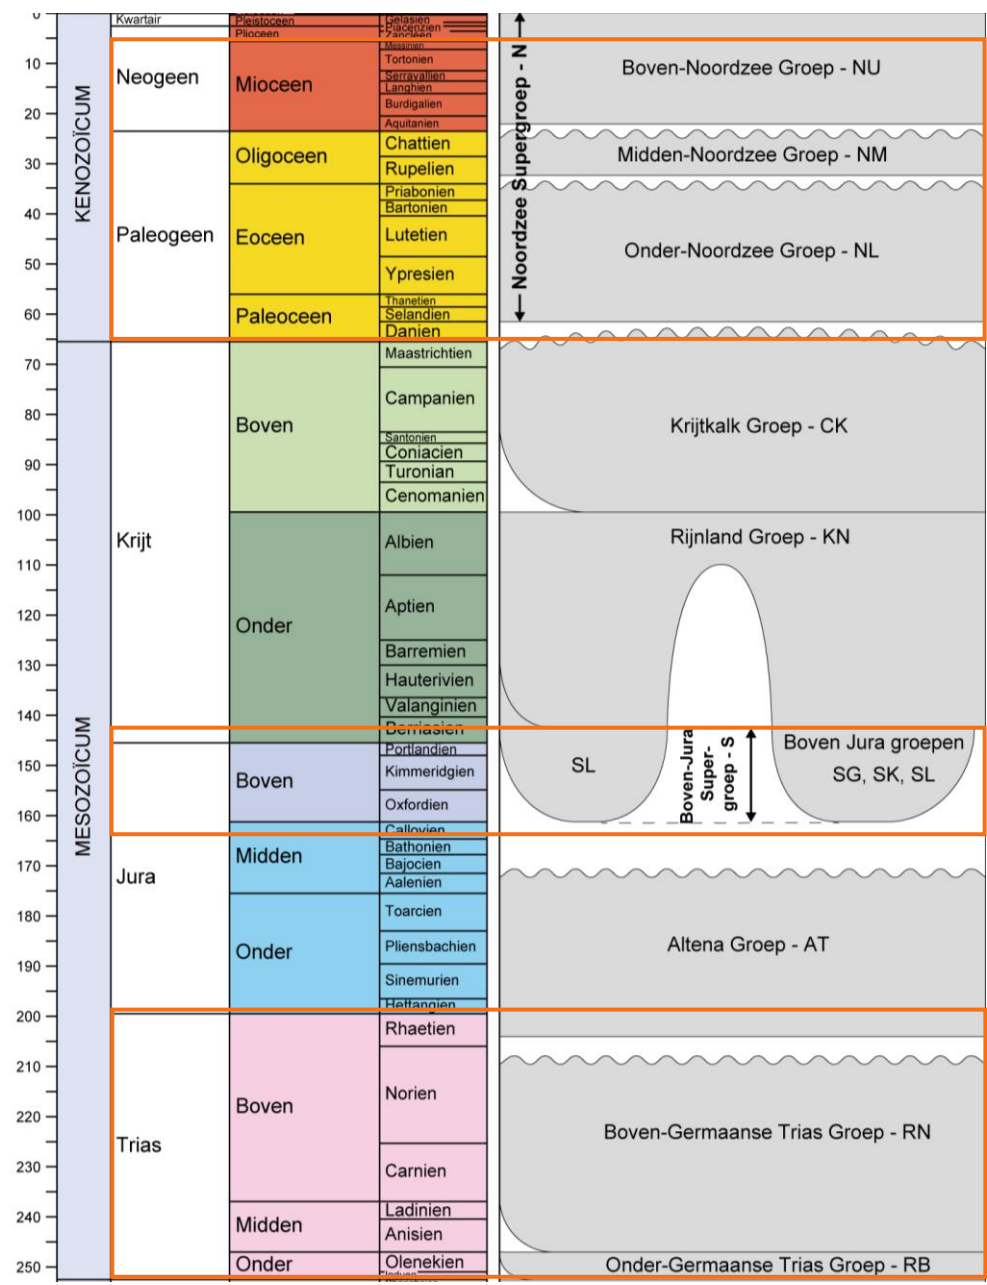 0
10
20
30
40
50
60
70
80
90
100
110
120
130
140
150
160
170
180
190
200
210
220
230
240
250
KENOZOÏCUM
MESOZOÏCUM
Kwartair
Neogeen
Paleogeen
Krijt
Jura
Trias
Pleistoceen
Plioceen
Mioceen
Oligoceen
Eoceen
Paleoceen
Boven
Onder
Boven
Midden
Onder
Boven
Midden
Onder
Gelasien
Piacenzien
Zancleen
Messinien
Tortonien
Serravallien
Langhien
Burdigalien
Aquitanien
Chattien
Rupelien
Priabonien
Bartonien
Lutetien
Ypresien
Thanetien
Selandien
Danien
Maastrichtien
Campanien
Santonien
Coniacien
Turonian
Cenomanien
Albien
Aptien
Barremien
Hauterivien
Valanginien
Berriasien
Portlandien
Kimmeridgien
Oxfordien
Callovien
Bathonien
Bajocien
Aalenien
Toarcien
Pliensbachien
Sinemurien
Hettangien
Rhaetien
Norien
Carnien
Ladinien
Anisien
Olenekien
Noordzee Supergroep - N
Boven-Noordzee Groep - NU
Midden-Noordzee Groep - NM
Onder-Noordzee Groep - NL
Krijtkalk Groep - CK
Rijnland Groep - KN
SL
Boven-Jura
Super-
groep - S
Boven Jura groepen
SG, SK, SL
Altena Groep - AT
Boven-Germaanse Trias Groep - RN
Onder-Germaanse Trias Groep - RB